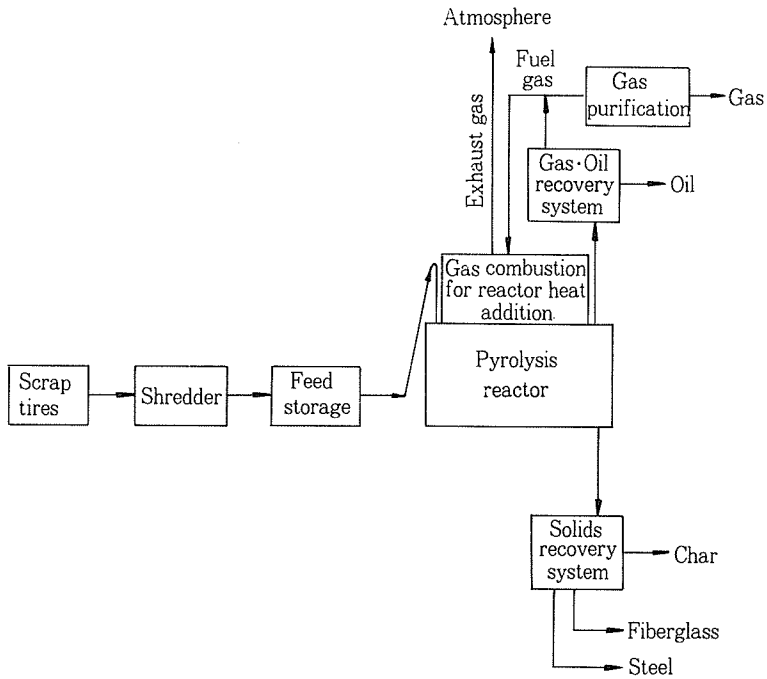 Atmosphere
Fuel
gas
Exhaust gas
Gas
purification
Gas
Gas·Oil
recovery
system
Oil
Gas combustion
for reactor heat
addition
Pyrolysis
reactor
Scrap
tires
Shredder
Feed
storage
Solids
recovery
system
Char
Fiberglass
Steel